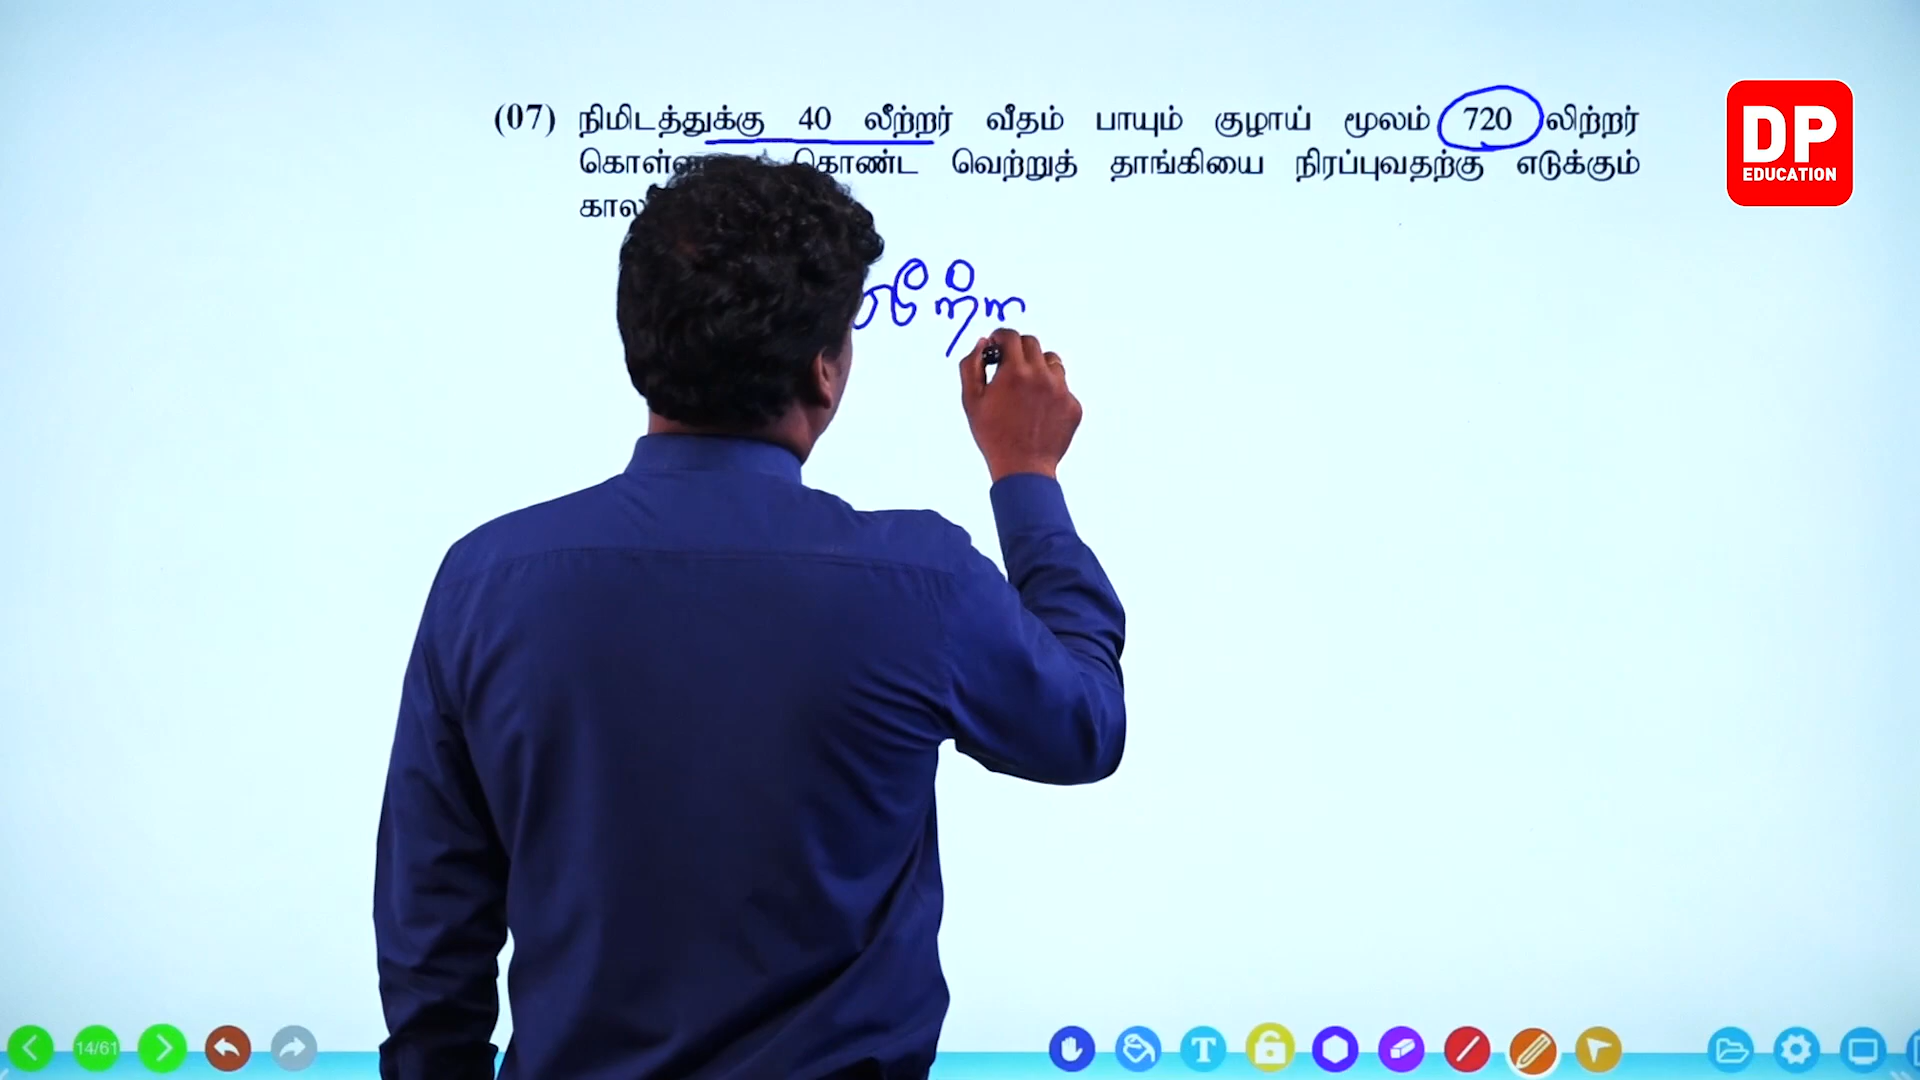 (07) நிமிடத்துக்கு 40 லீற்றர் வீதம் பாயும் குழாய் மூலம் 720 லிற்றர்
கொண்ட வெற்றுத் தாங்கியை நிரப்புவதற்கு எடுக்கும்
DP
EDUCATION
14/61
T